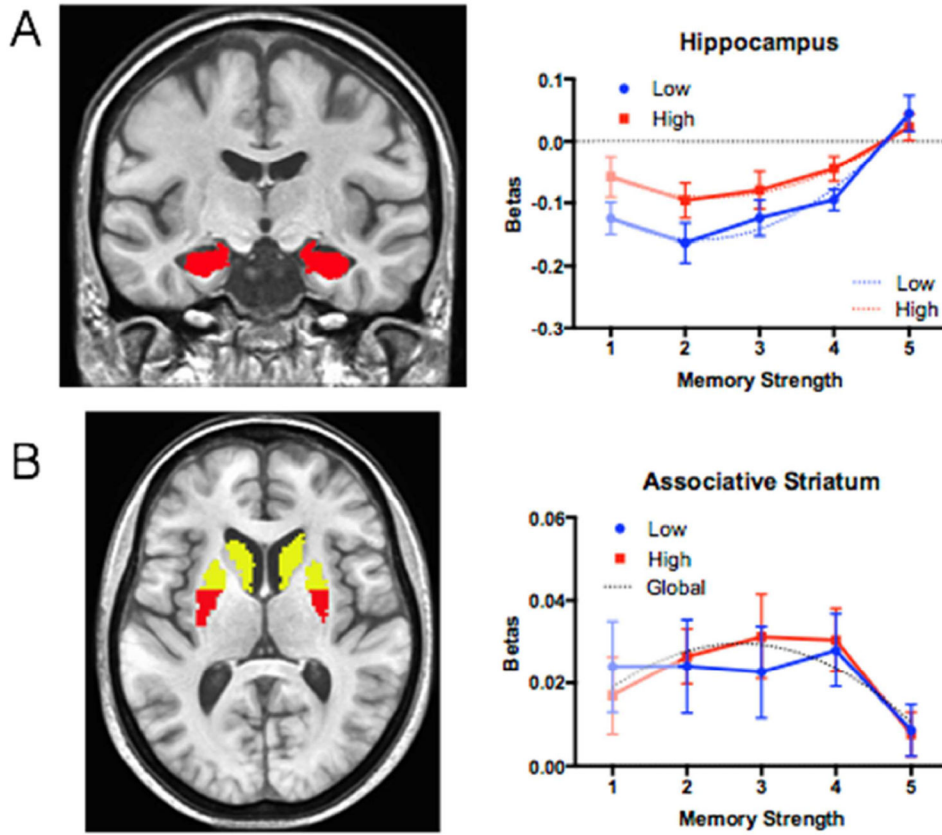 A
Hippocampus
0.1
0.0
-0.1
-0.2
-0.3
Betas
Low
High
Low
High
1 2 3 4 5
Memory Strength
B
Associative Striatum
0.06
0.04
0.02
0.00
Betas
Low
High
Global
1 2 3 4 5
Memory Strength